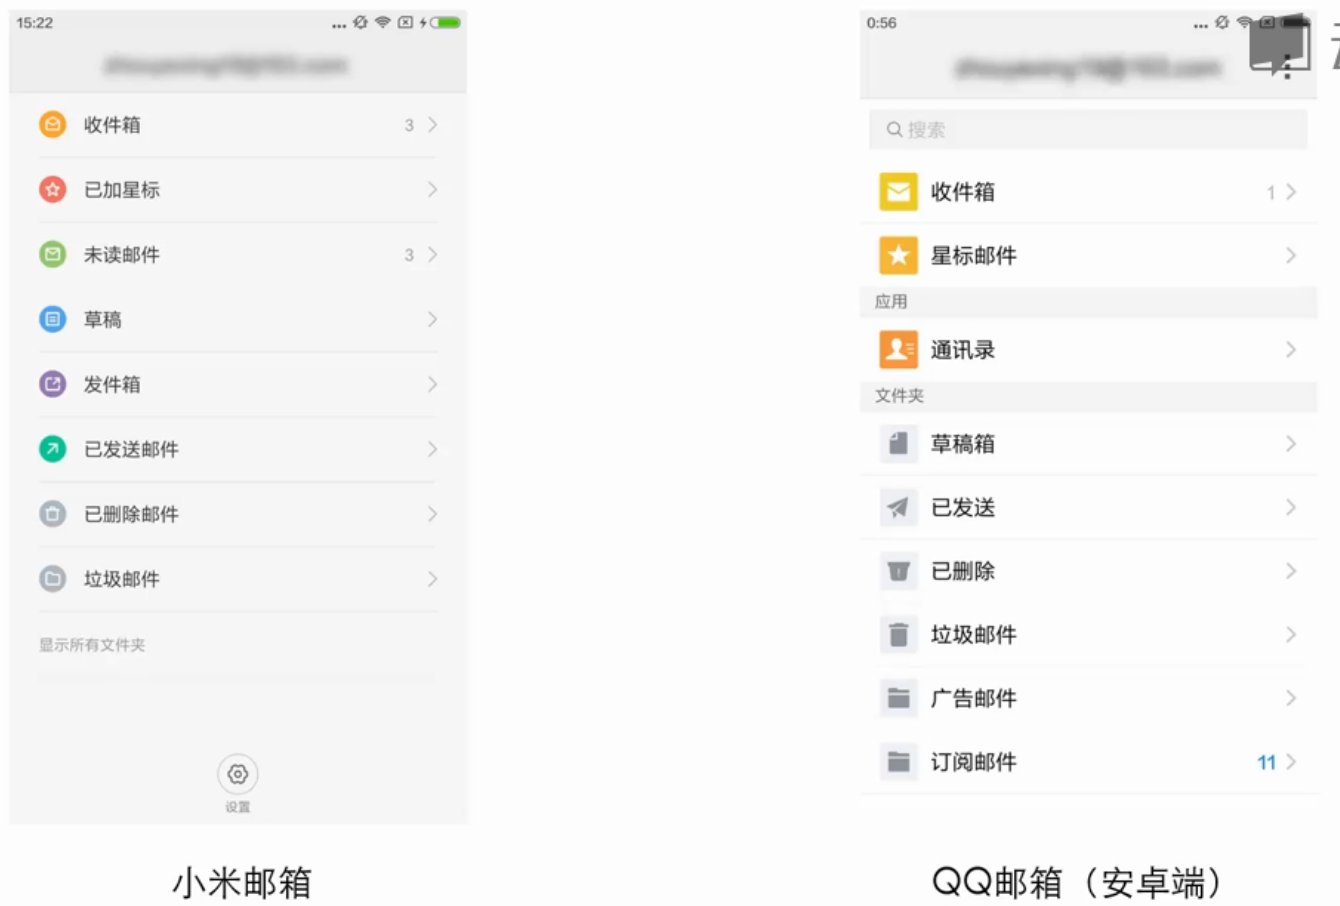 15:22
收件箱 3
已加星标
未读邮件 3
草稿
发件箱
已发送邮件
已删除邮件
垃圾邮件
显示所有文件夹
设置
小米邮箱
0:56
搜索
收件箱 1
星标邮件
应用
通讯录
文件夹
草稿箱
已发送
已删除
垃圾邮件
广告邮件
订阅邮件 11
QQ邮箱（安卓端）